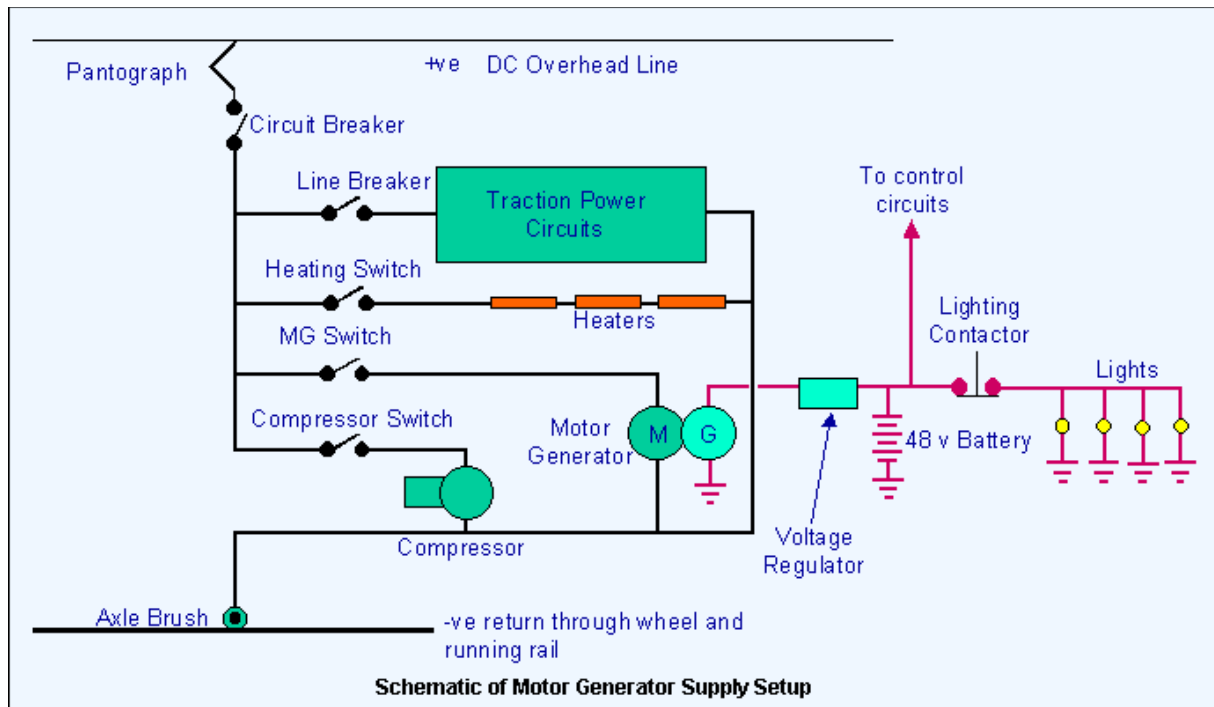 +ve DC Overhead Line
Pantograph
Circuit Breaker
Line Breaker
Traction Power
Circuits
To control
circuits
Heating Switch
Heaters
Lighting
Contactor
MG Switch
Lights
Compressor Switch
Motor
Generator
M
G
48 v Battery
Compressor
Voltage
Regulator
Axle Brush
-ve return through wheel and
running rail
Schematic of Motor Generator Supply Setup